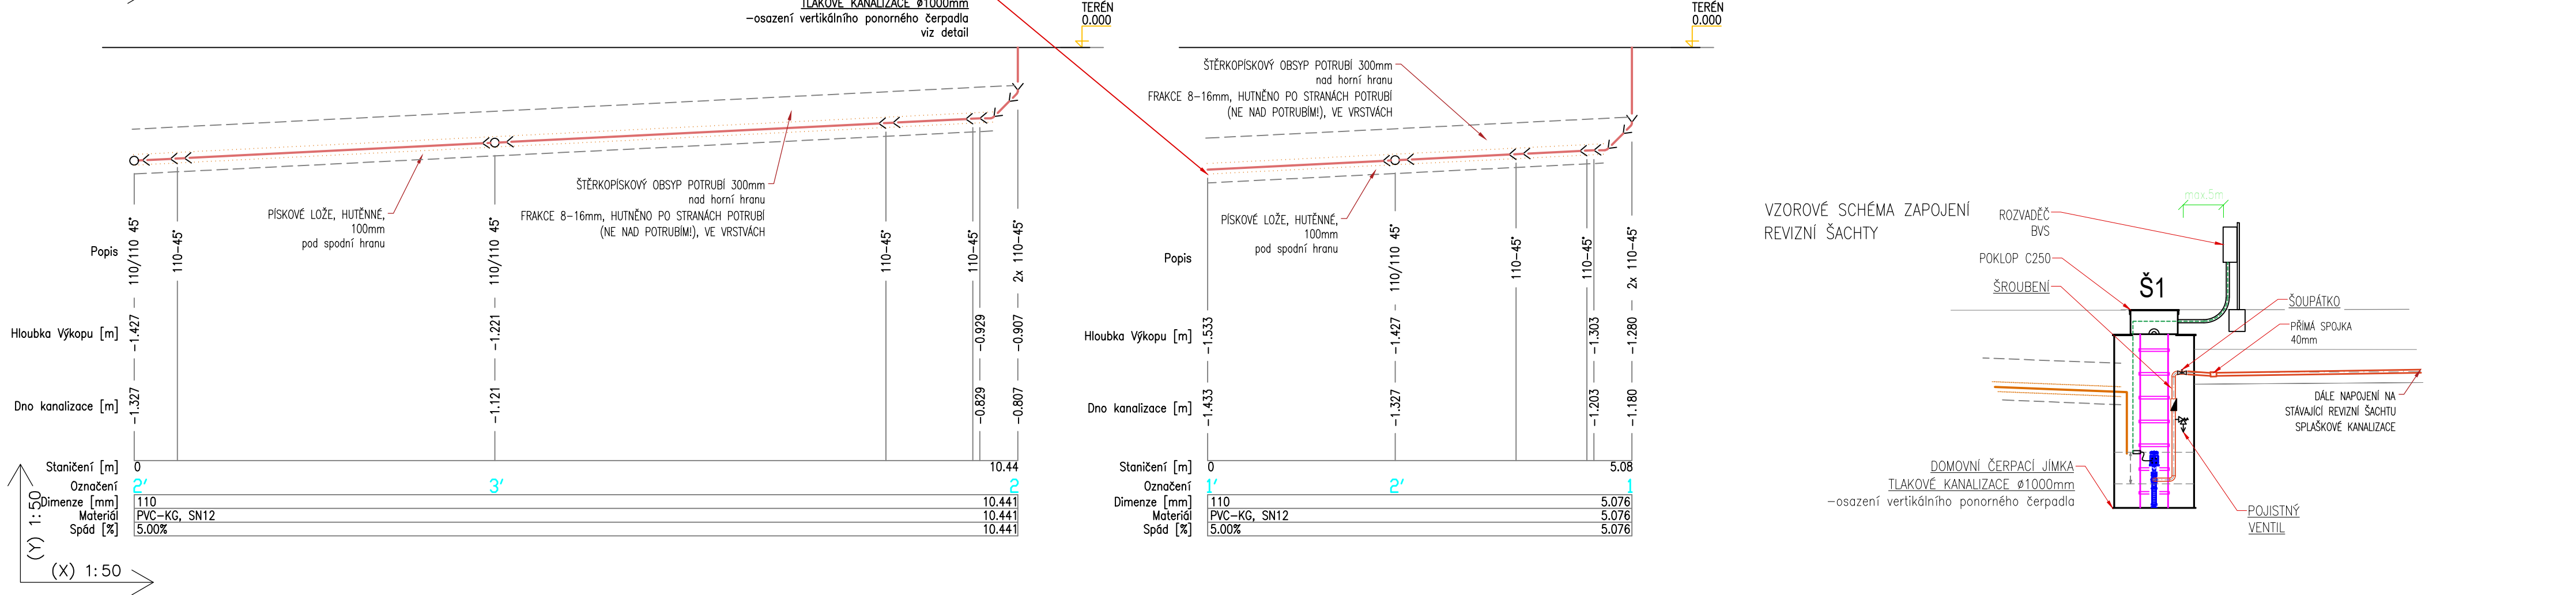 TLAKOVÉ KANALIZACE ø1000mm
-osazení vertikálního ponorného čerpadla
viz detail
TERÉN
0.000
ŠTĚRKOPÍSKOVÝ OBSYP POTRUBÍ 300mm
nad horní hranu
FRAKCE 8-16mm, HUTNĚNO PO STRANÁCH POTRUBÍ
(NE NAD POTRUBÍM!), VE VRSTVÁCH
PÍSKOVÉ LOŽE, HUTĚNNÉ,
100mm
pod spodní hranu
Popis
110/110 45°
110-45°
110/110 45°
110-45°
110-45°
2x 110-45°
Hloubka Výkopu [m]
-1.427
-1.221
-0.929
-0.907
Dno kanalizace [m]
-1.327
-1.121
-0.829
-0.807
Staničení [m]
0
10.44
Označení
2'
3'
2
Dimenze [mm]
110
10.441
Materiál
PVC-KG, SN12
10.441
Spád [%]
5.00%
10.441
(Y) 1:50
(X) 1:50
TERÉN
0.000
ŠTĚRKOPÍSKOVÝ OBSYP POTRUBÍ 300mm
nad horní hranu
FRAKCE 8-16mm, HUTNĚNO PO STRANÁCH POTRUBÍ
(NE NAD POTRUBÍM!), VE VRSTVÁCH
PÍSKOVÉ LOŽE, HUTĚNNÉ,
100mm
pod spodní hranu
Popis
110/110 45°
110-45°
110-45°
2x 110-45°
Hloubka Výkopu [m]
-1.533
-1.427
-1.303
-1.280
Dno kanalizace [m]
-1.433
-1.327
-1.203
-1.180
Staničení [m]
0
5.08
Označení
1'
2'
1
Dimenze [mm]
110
5.076
Materiál
PVC-KG, SN12
5.076
Spád [%]
5.00%
5.076
VZOROVÉ SCHÉMA ZAPOJENÍ
REVIZNÍ ŠACHTY
max.5m
ROZVADĚČ
BVS
POKLOP C250
ŠROUBENÍ
Š1
ŠOUPÁTKO
PŘÍMÁ SPOJKA
40mm
DÁLE NAPOJENÍ NA
STÁVAJÍCÍ REVIZNÍ ŠACHTU
SPLAŠKOVÉ KANALIZACE
DOMOVNÍ ČERPACÍ JÍMKA
TLAKOVÉ KANALIZACE ø1000mm
-osazení vertikálního ponorného čerpadla
POJISTNÝ
VENTIL